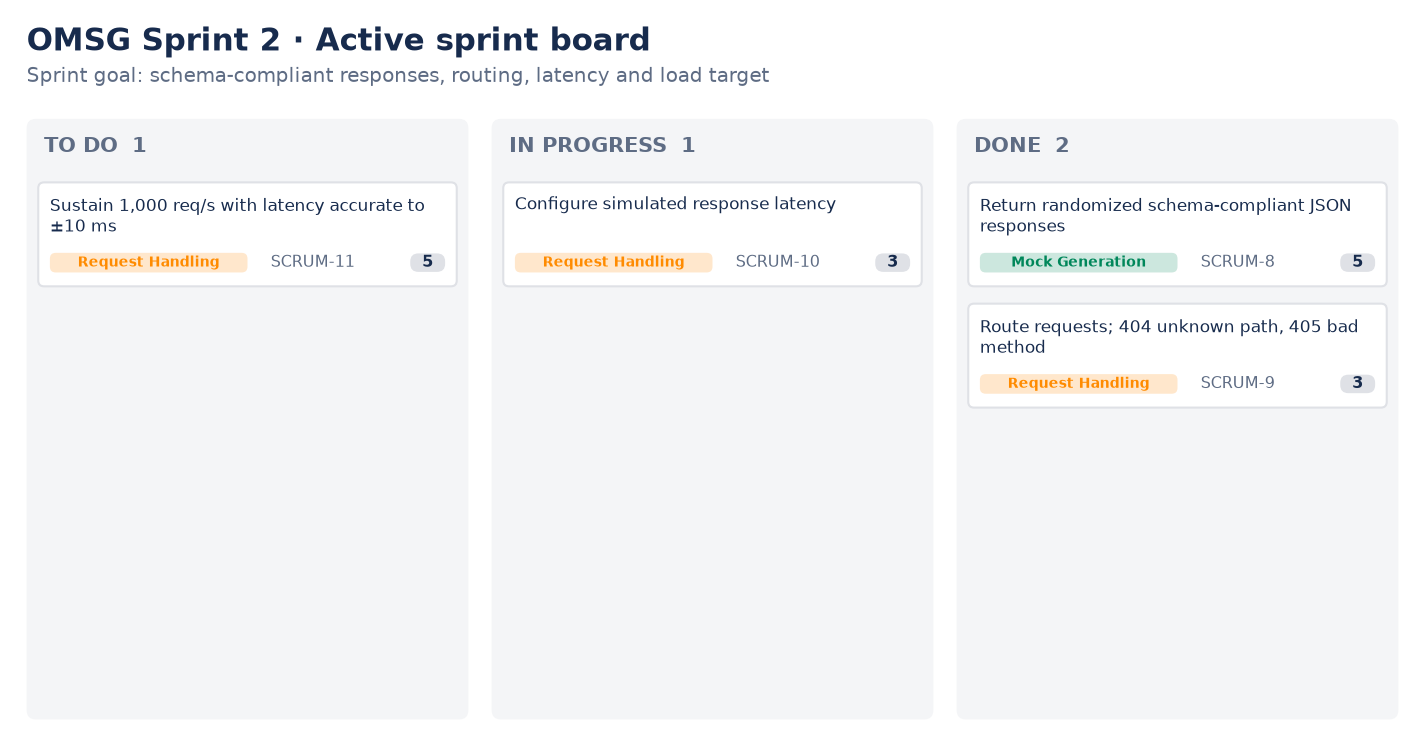 OMSG Sprint 2 · Active sprint board
Sprint goal: schema-compliant responses, routing, latency and load target
TO DO 1
Sustain 1,000 req/s with latency accurate to
±10 ms
Request Handling SCRUM-11 5
IN PROGRESS 1
Configure simulated response latency
Request Handling SCRUM-10 3
DONE 2
Return randomized schema-compliant JSON
responses
Mock Generation SCRUM-8 5
Route requests; 404 unknown path, 405 bad
method
Request Handling SCRUM-9 3